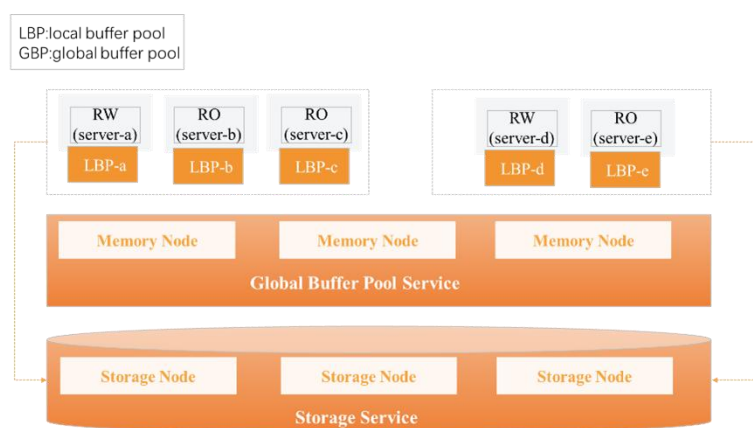 LBP:local buffer pool
GBP:global buffer pool
RW
(server-a)
LBP-a
RO
(server-b)
LBP-b
RO
(server-c)
LBP-c
RW
(server-d)
LBP-d
RO
(server-e)
LBP-e
Memory Node
Memory Node
Memory Node
Global Buffer Pool Service
Storage Node
Storage Node
Storage Node
Storage Service